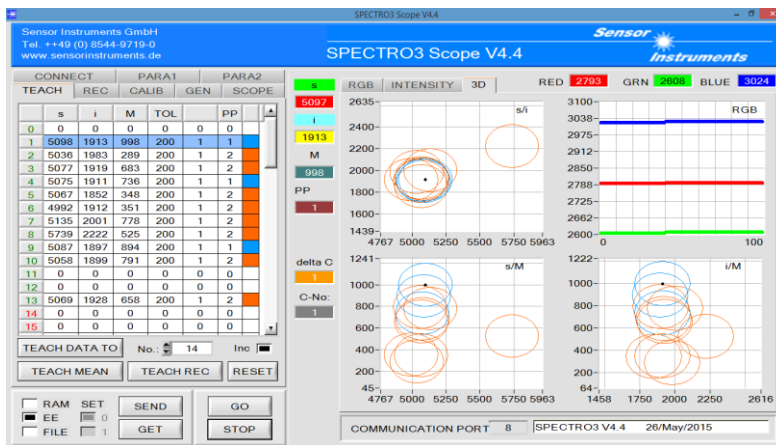 SPECTRO3 Scope V4.4
Sensor Instruments GmbH
Tel. ++49 (0) 8544-9719-0
www.sensorinstruments.de
SPECTRO3 Scope V4.4
Sensor
Instruments
CONNECT PARA1 PARA2
TEACH REC CALIB GEN SCOPE
s i M TOL PP
0 0 0 0 0 0 0
1 5098 1913 998 200 1 1
2 5036 1983 289 200 1 2
3 5077 1919 683 200 1 2
4 5075 1911 736 200 1 1
5 5067 1852 348 200 1 2
6 4992 1912 351 200 1 2
7 5135 2001 778 200 1 2
8 5739 2222 525 200 1 2
9 5087 1897 894 200 1 1
10 5058 1899 791 200 1 2
11 0 0 0 0 0 0
12 0 0 0 0 0 0
13 5069 1928 658 200 1 2
14 0 0 0 0 0 0
15 0 0 0 0 0 0
TEACH DATA TO No.: 14 Inc
TEACH MEAN TEACH REC RESET
RAM SET SEND GO
EE 0
FILE 1 GET STOP
s
5097
i
1913
M
998
PP
1
delta C
1
C-No:
1
RGB INTENSITY 3D RED 2793 GRN 2608 BLUE 3024
s/i
2635
2400
2200
2000
1800
1600
1439
4767 5000 5250 5500 5750 5963
RGB
3100
3038
2975
2912
2850
2788
2725
2662
2600
0 100
s/M
1241
1000
800
600
400
200
45
4767 5000 5250 5500 5750 5963
i/M
1222
1000
800
600
400
200
64
1458 1750 2000 2250 2616
COMMUNICATION PORT 8 SPECTRO3 V4.4 26/May/2015